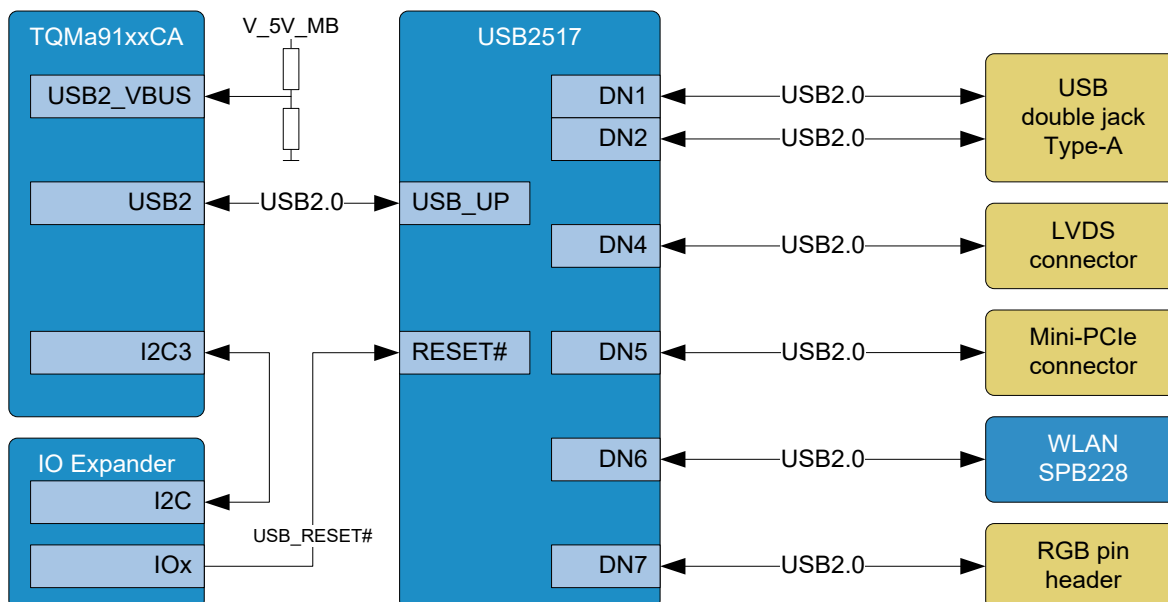 TQMa91xxCA
USB2_VBUS
USB2
I2C3
IO Expander
I2C
IOx
V_5V_MB
USB2.0
USB_RESET#
USB2517
USB_UP
RESET#
DN1
DN2
DN4
DN5
DN6
DN7
USB2.0
USB2.0
USB2.0
USB2.0
USB2.0
USB2.0
USB
double jack
Type-A
LVDS
connector
Mini-PCIe
connector
WLAN
SPB228
RGB pin
header